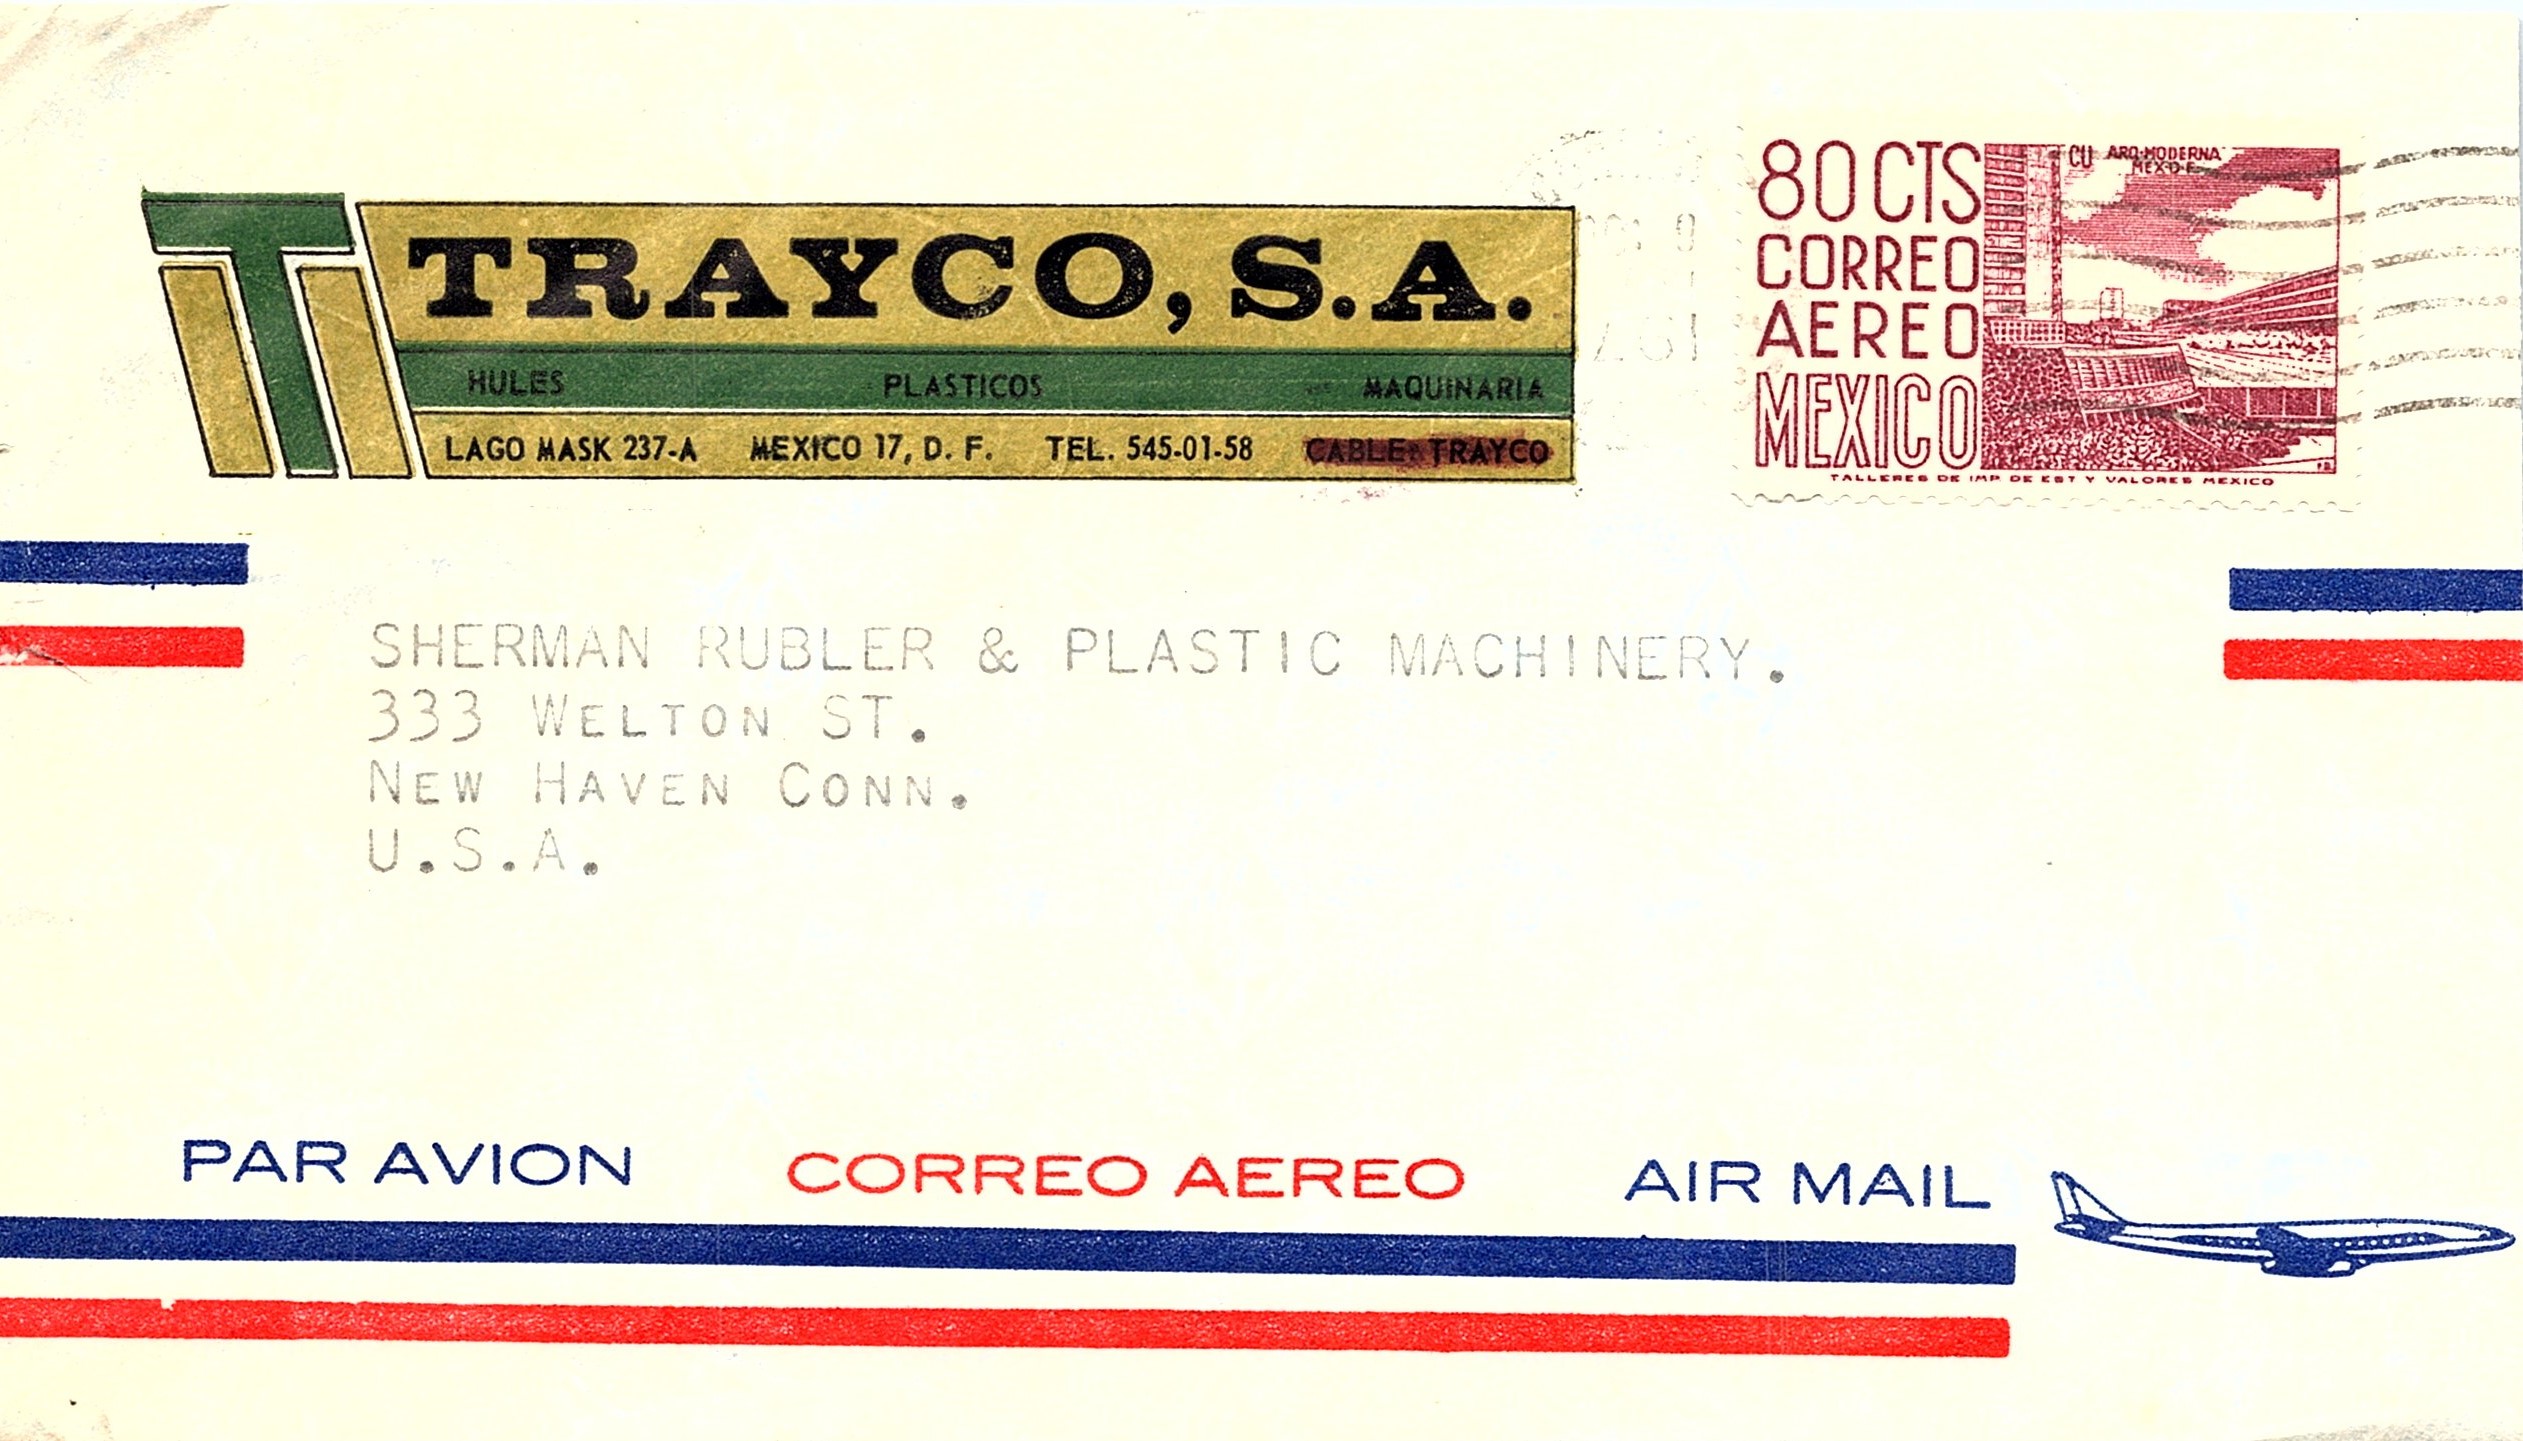 TRAYCO, S.A.
HULES PLASTICOS MAQUINARIA
LAGO MASK 237-A MEXICO 17, D. F. TEL. 545-01-58 CABLE: TRAYCO
80 CTS
CORREO
AEREO
MEXICO
CU ARQ. MODERNA
MEX. D.F.
TALLERES DE IMP. DE EST. Y VALORES MEXICO
SHERMAN RUBLER & PLASTIC MACHINERY.
333 WELTON ST.
NEW HAVEN CONN.
U.S.A.
PAR AVION CORREO AEREO AIR MAIL